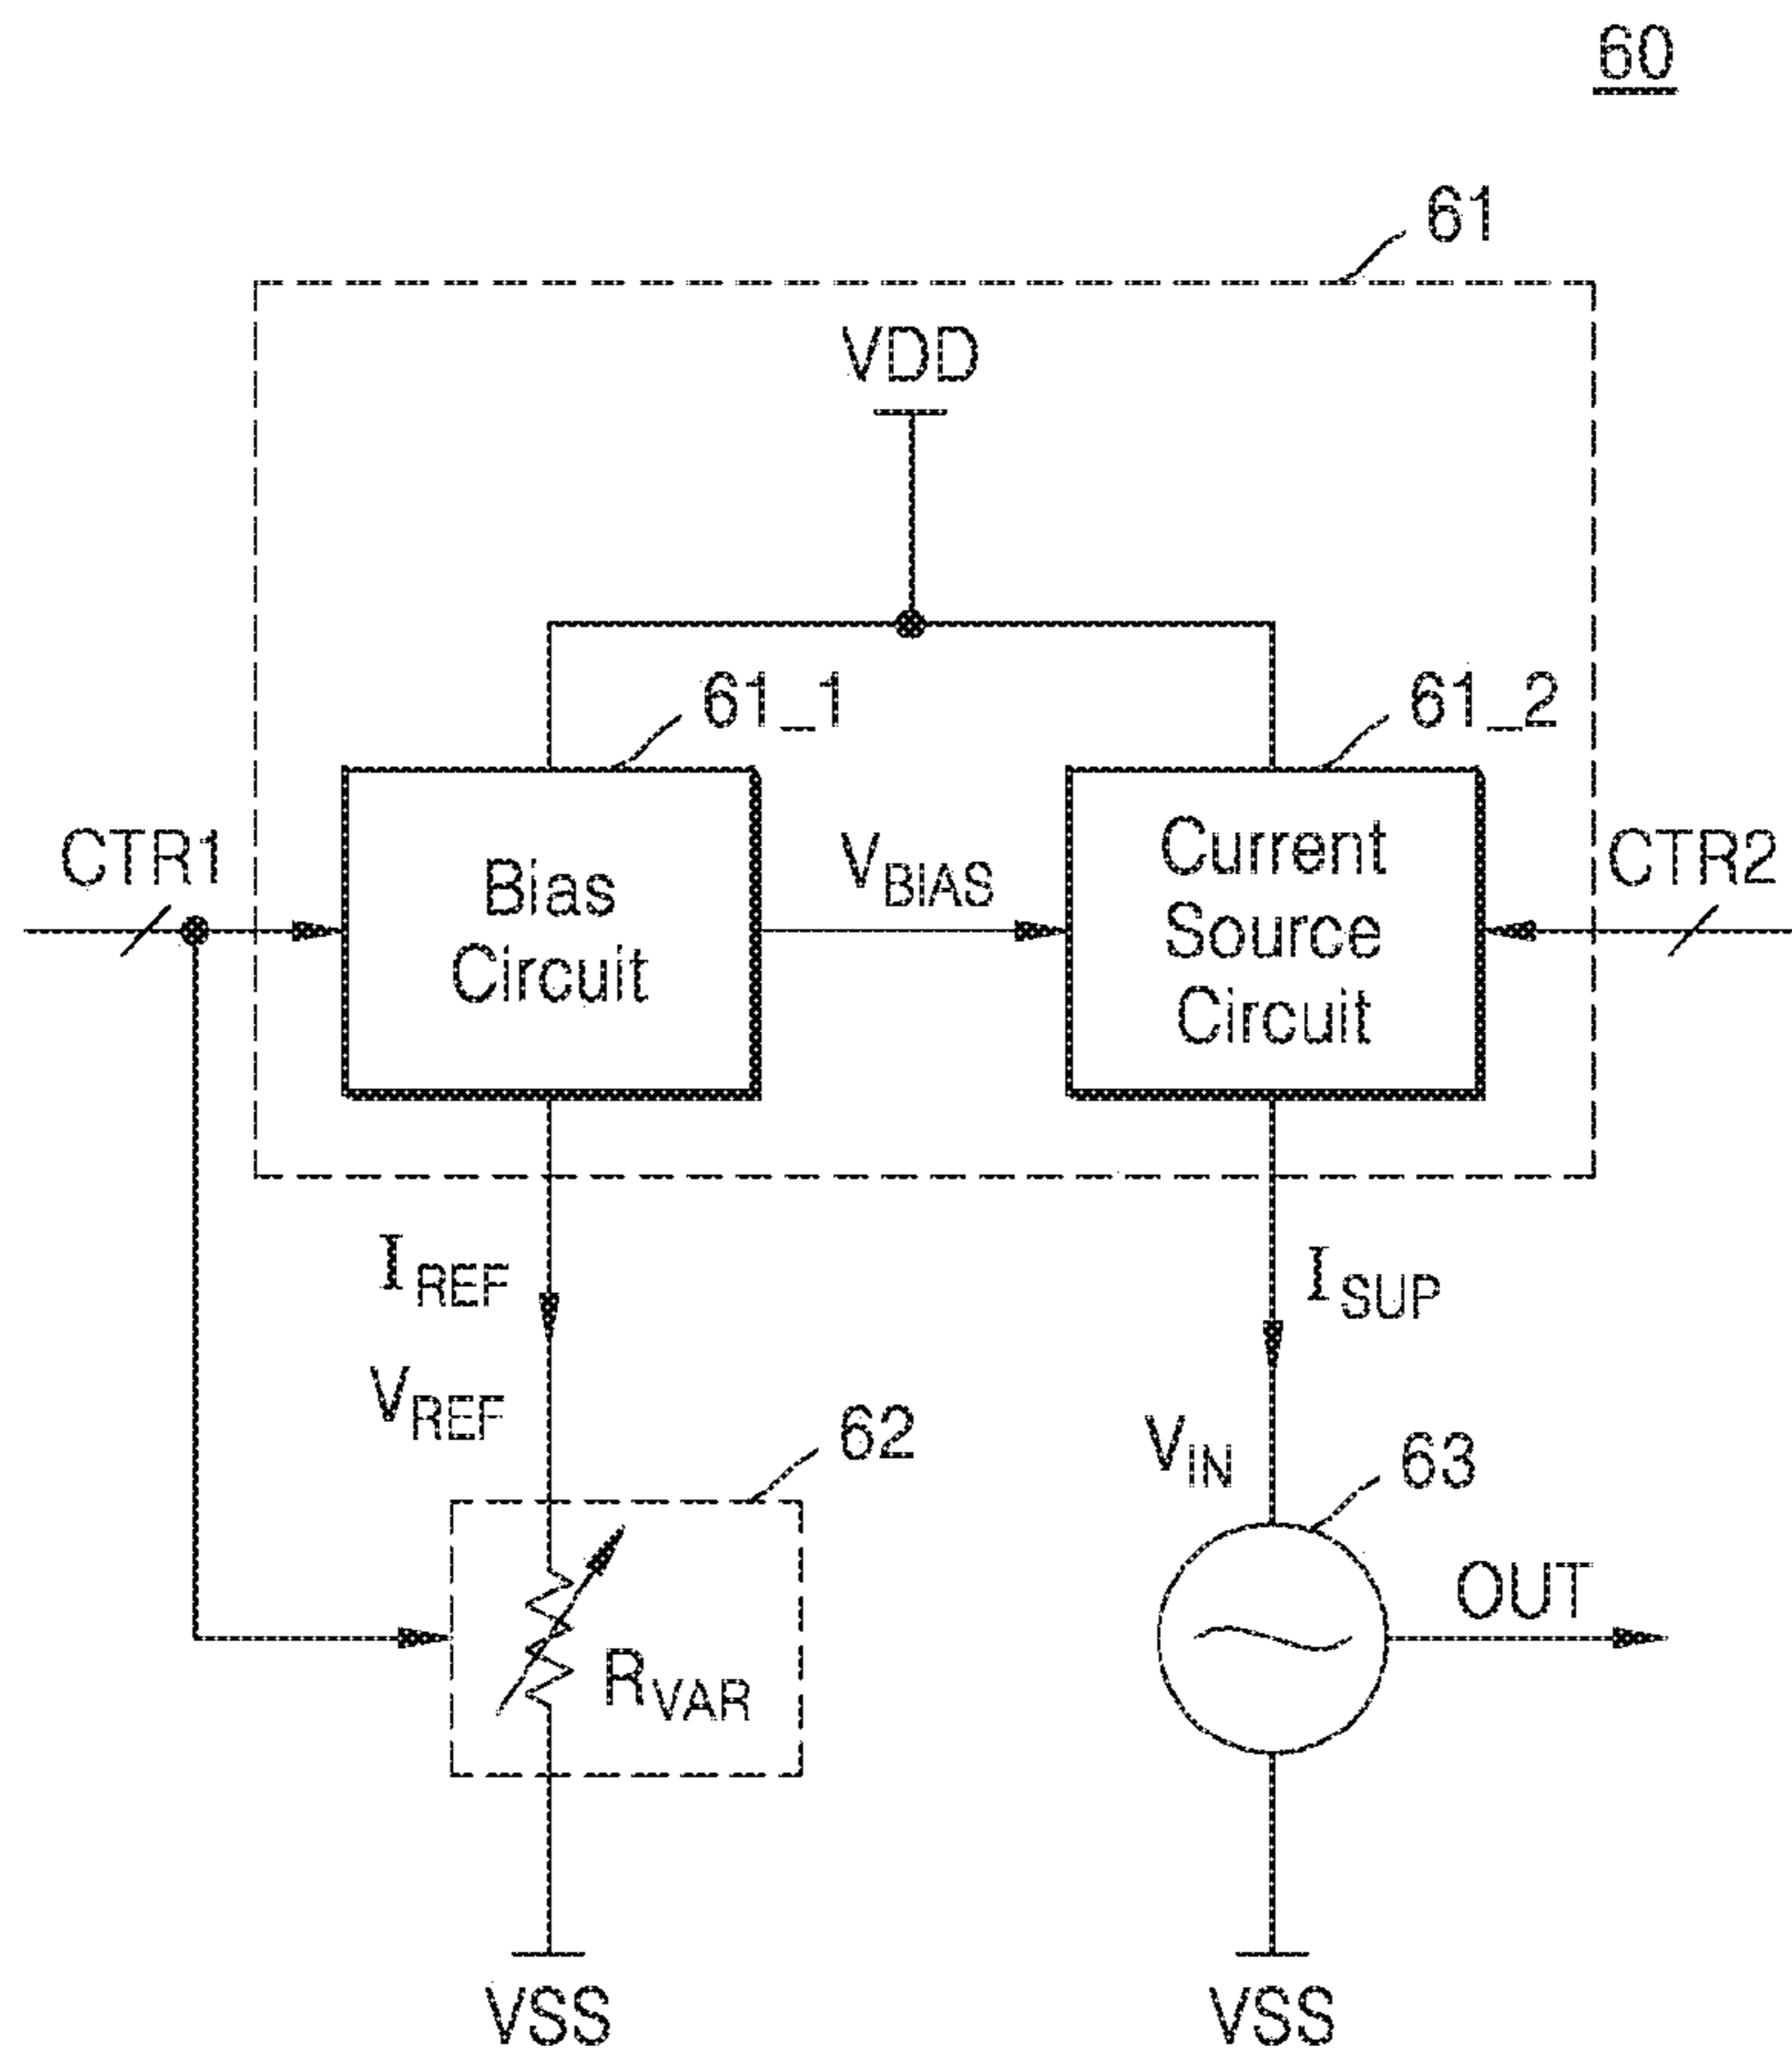 60
61
VDD
61_1
61_2
CTR1
Bias
Circuit
VBIAS
Current
Source
Circuit
CTR2
IREF
ISUP
VREF
62
VIN
63
OUT
RVAR
VSS
VSS